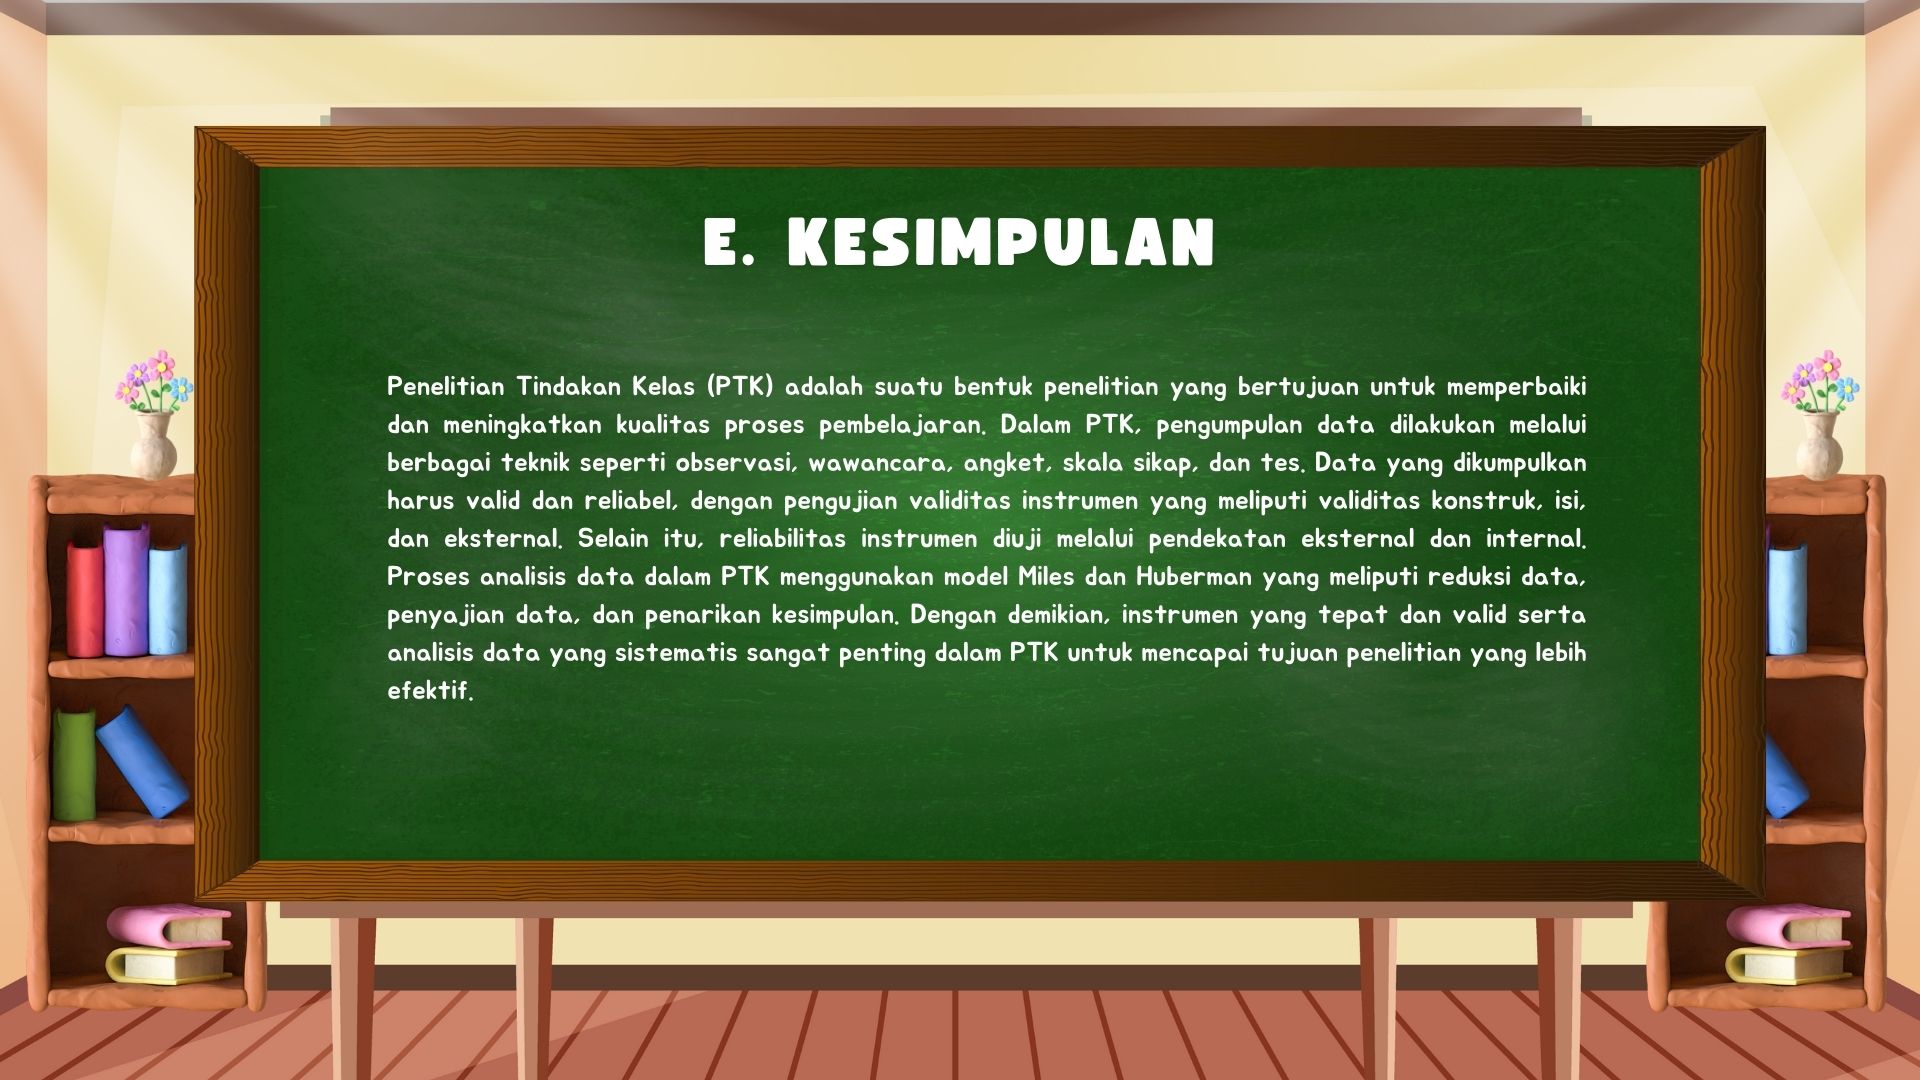 E. KESIMPULAN
Penelitian Tindakan Kelas (PTK) adalah suatu bentuk penelitian yang bertujuan untuk memperbaiki
dan meningkatkan kualitas proses pembelajaran. Dalam PTK, pengumpulan data dilakukan melalui
berbagai teknik seperti observasi, wawancara, angket, skala sikap, dan tes. Data yang dikumpulkan
harus valid dan reliabel, dengan pengujian validitas instrumen yang meliputi validitas konstruk, isi,
dan eksternal. Selain itu, reliabilitas instrumen diuji melalui pendekatan eksternal dan internal.
Proses analisis data dalam PTK menggunakan model Miles dan Huberman yang meliputi reduksi data,
penyajian data, dan penarikan kesimpulan. Dengan demikian, instrumen yang tepat dan valid serta
analisis data yang sistematis sangat penting dalam PTK untuk mencapai tujuan penelitian yang lebih
efektif.